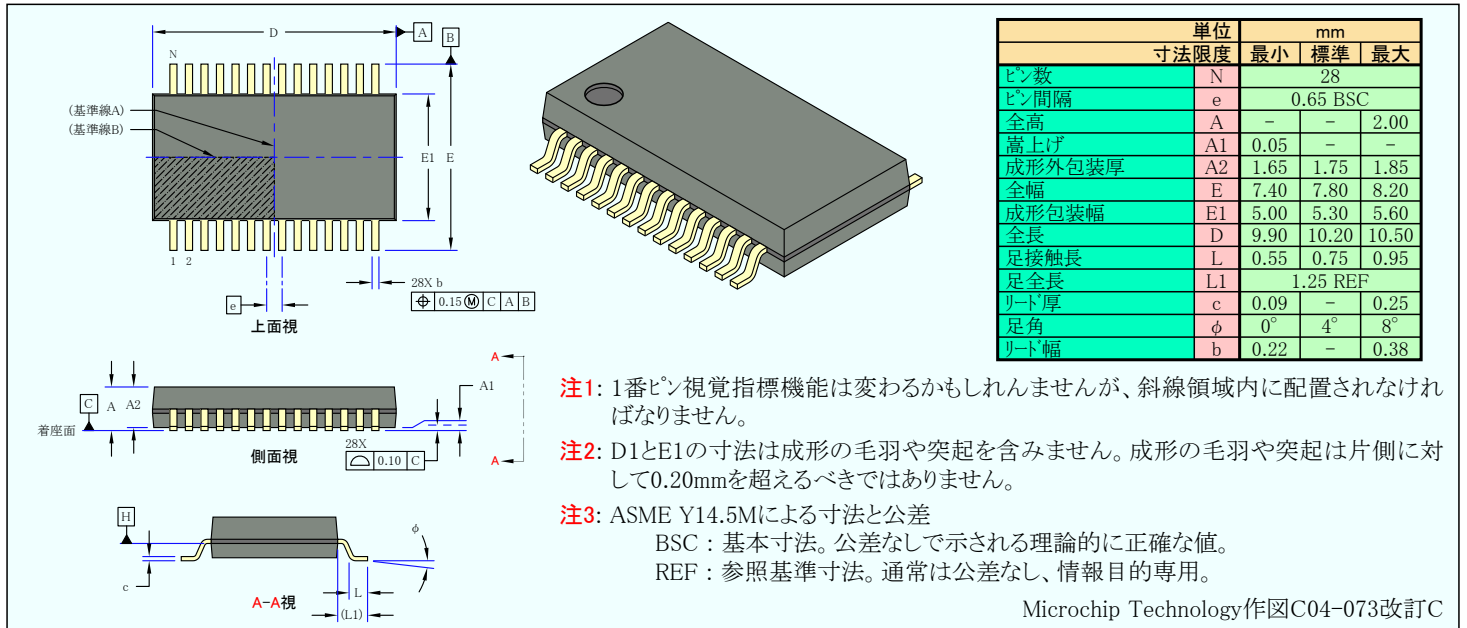 D
A
B
N
(基準線A)
(基準線B)
E1
E
1 2
28X b
0.15 Ⓜ C A B
e
上面視
A
A1
C
A
A2
着座面
28X
0.10 C
側面視
A
H
φ
c
L
(L1)
A-A視
単位 mm
寸法限度 最小 標準 最大
ピン数 N 28
ピン間隔 e 0.65 BSC
全高 A - - 2.00
嵩上げ A1 0.05 - -
成形外包装厚 A2 1.65 1.75 1.85
全幅 E 7.40 7.80 8.20
成形包装幅 E1 5.00 5.30 5.60
全長 D 9.90 10.20 10.50
足接触長 L 0.55 0.75 0.95
足全長 L1 1.25 REF
リード厚 c 0.09 - 0.25
足角 φ 0° 4° 8°
リード幅 b 0.22 - 0.38
注1: 1番ピン視覚指標機能は変わるかもしれんませんが、斜線領域内に配置されなけれ
ばなりません。
注2: D1とE1の寸法は成形の毛羽や突起を含みません。成形の毛羽や突起は片側に対
して0.20mmを超えるべきではありません。
注3: ASME Y14.5Mによる寸法と公差
BSC : 基本寸法。公差なしで示される理論的に正確な値。
REF : 参照基準寸法。通常は公差なし、情報目的専用。
Microchip Technology作図C04-073改訂C